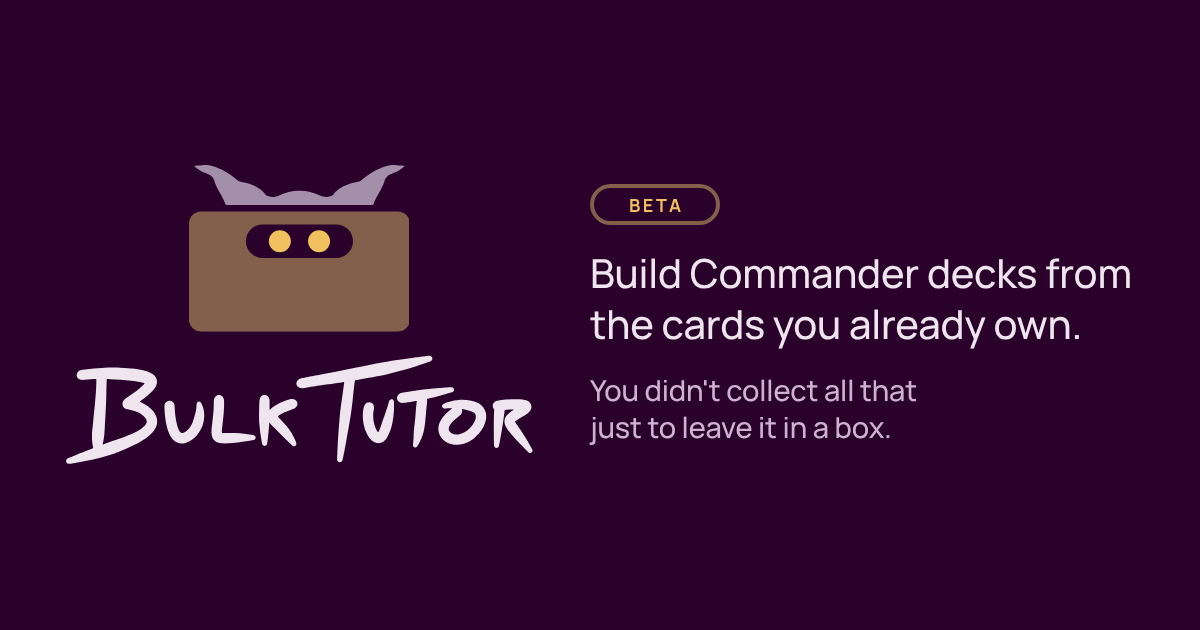 BULK TUTOR
BETA
Build Commander decks from
the cards you already own.
You didn't collect all that
just to leave it in a box.